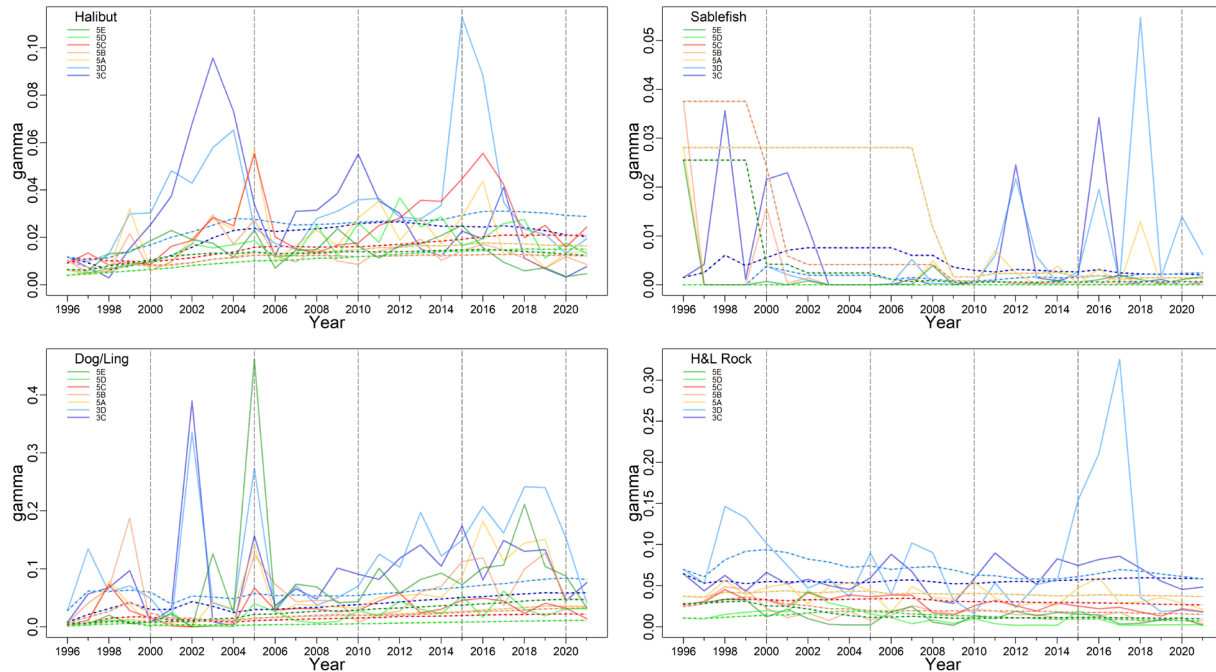 Halibut
5E
5D
5C
5B
5A
3D
3C
gamma
0.00 0.02 0.04 0.06 0.08 0.10
1996 1998 2000 2002 2004 2006 2008 2010 2012 2014 2016 2018 2020
Year
Sablefish
5E
5D
5C
5B
5A
3D
3C
gamma
0.00 0.01 0.02 0.03 0.04 0.05
1996 1998 2000 2002 2004 2006 2008 2010 2012 2014 2016 2018 2020
Year
Dog/Ling
5E
5D
5C
5B
5A
3D
3C
gamma
0.0 0.1 0.2 0.3 0.4
1996 1998 2000 2002 2004 2006 2008 2010 2012 2014 2016 2018 2020
Year
H&L Rock
5E
5D
5C
5B
5A
3D
3C
gamma
0.00 0.05 0.10 0.15 0.20 0.25 0.30
1996 1998 2000 2002 2004 2006 2008 2010 2012 2014 2016 2018 2020
Year